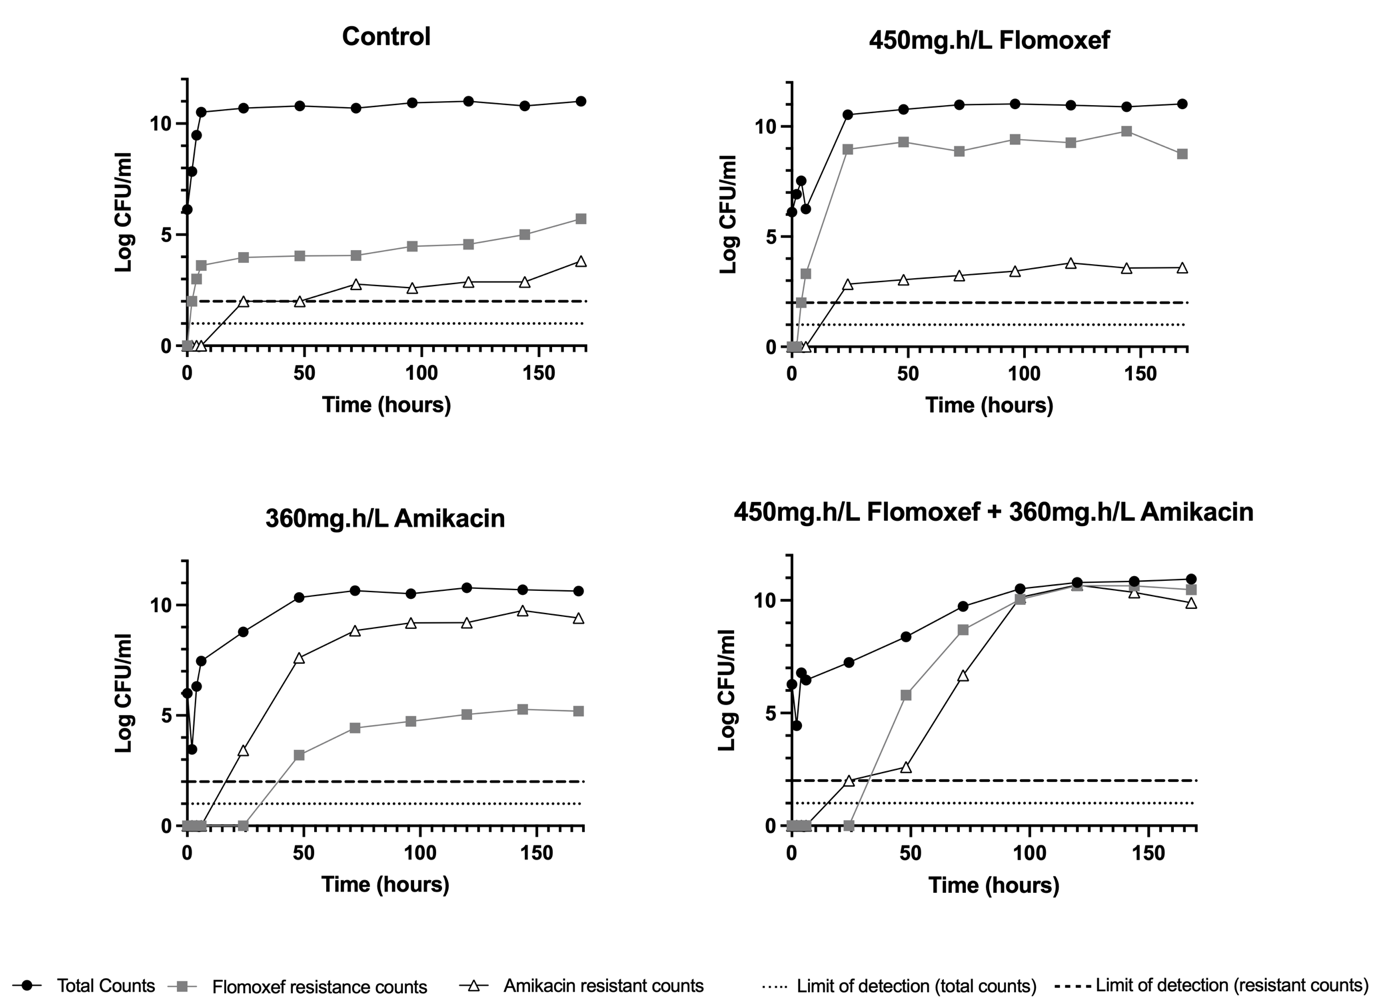 Control
Log CFU/ml
10
5
0
0 50 100 150
Time (hours)
450mg.h/L Flomoxef
Log CFU/ml
10
5
0
0 50 100 150
Time (hours)
360mg.h/L Amikacin
Log CFU/ml
10
5
0
0 50 100 150
Time (hours)
450mg.h/L Flomoxef + 360mg.h/L Amikacin
Log CFU/ml
10
5
0
0 50 100 150
Time (hours)
Total Counts Flomoxef resistance counts Amikacin resistant counts Limit of detection (total counts) Limit of detection (resistant counts)